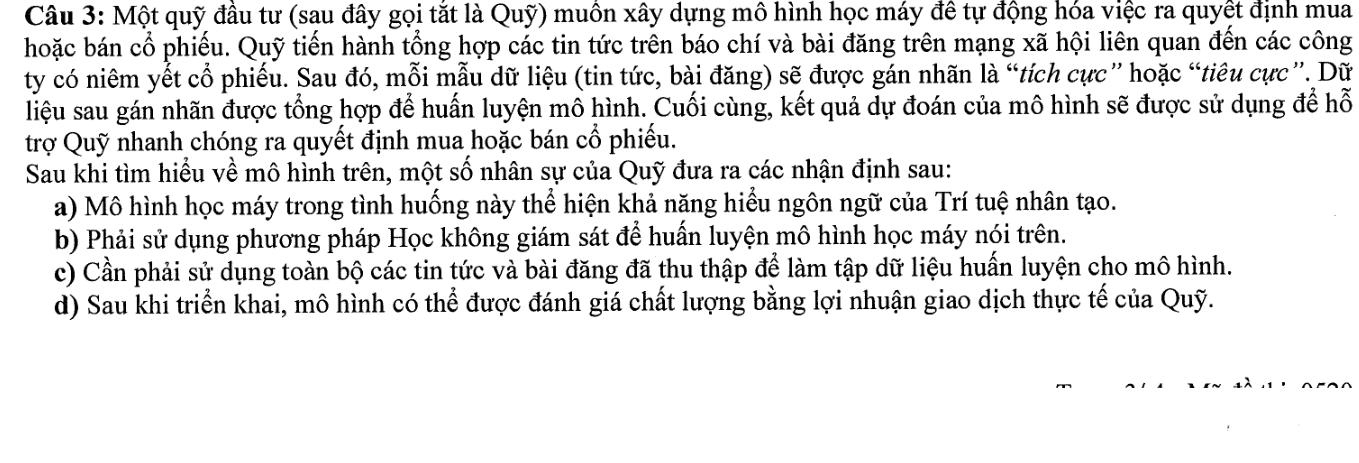 Câu 3: Một quỹ đầu tư (sau đây gọi tắt là Quỹ) muốn xây dựng mô hình học máy để tự động hóa việc ra quyết định mua
hoặc bán cổ phiếu. Quỹ tiến hành tổng hợp các tin tức trên báo chí và bài đăng trên mạng xã hội liên quan đến các công
ty có niêm yết cổ phiếu. Sau đó, mỗi mẫu dữ liệu (tin tức, bài đăng) sẽ được gán nhãn là “tích cực” hoặc “tiêu cực”. Dữ
liệu sau gán nhãn được tổng hợp để huấn luyện mô hình. Cuối cùng, kết quả dự đoán của mô hình sẽ được sử dụng để hỗ
trợ Quỹ nhanh chóng ra quyết định mua hoặc bán cổ phiếu.
Sau khi tìm hiểu về mô hình trên, một số nhân sự của Quỹ đưa ra các nhận định sau:
a) Mô hình học máy trong tình huống này thể hiện khả năng hiểu ngôn ngữ của Trí tuệ nhân tạo.
b) Phải sử dụng phương pháp Học không giám sát để huấn luyện mô hình học máy nói trên.
c) Cần phải sử dụng toàn bộ các tin tức và bài đăng đã thu thập để làm tập dữ liệu huấn luyện cho mô hình.
d) Sau khi triển khai, mô hình có thể được đánh giá chất lượng bằng lợi nhuận giao dịch thực tế của Quỹ.